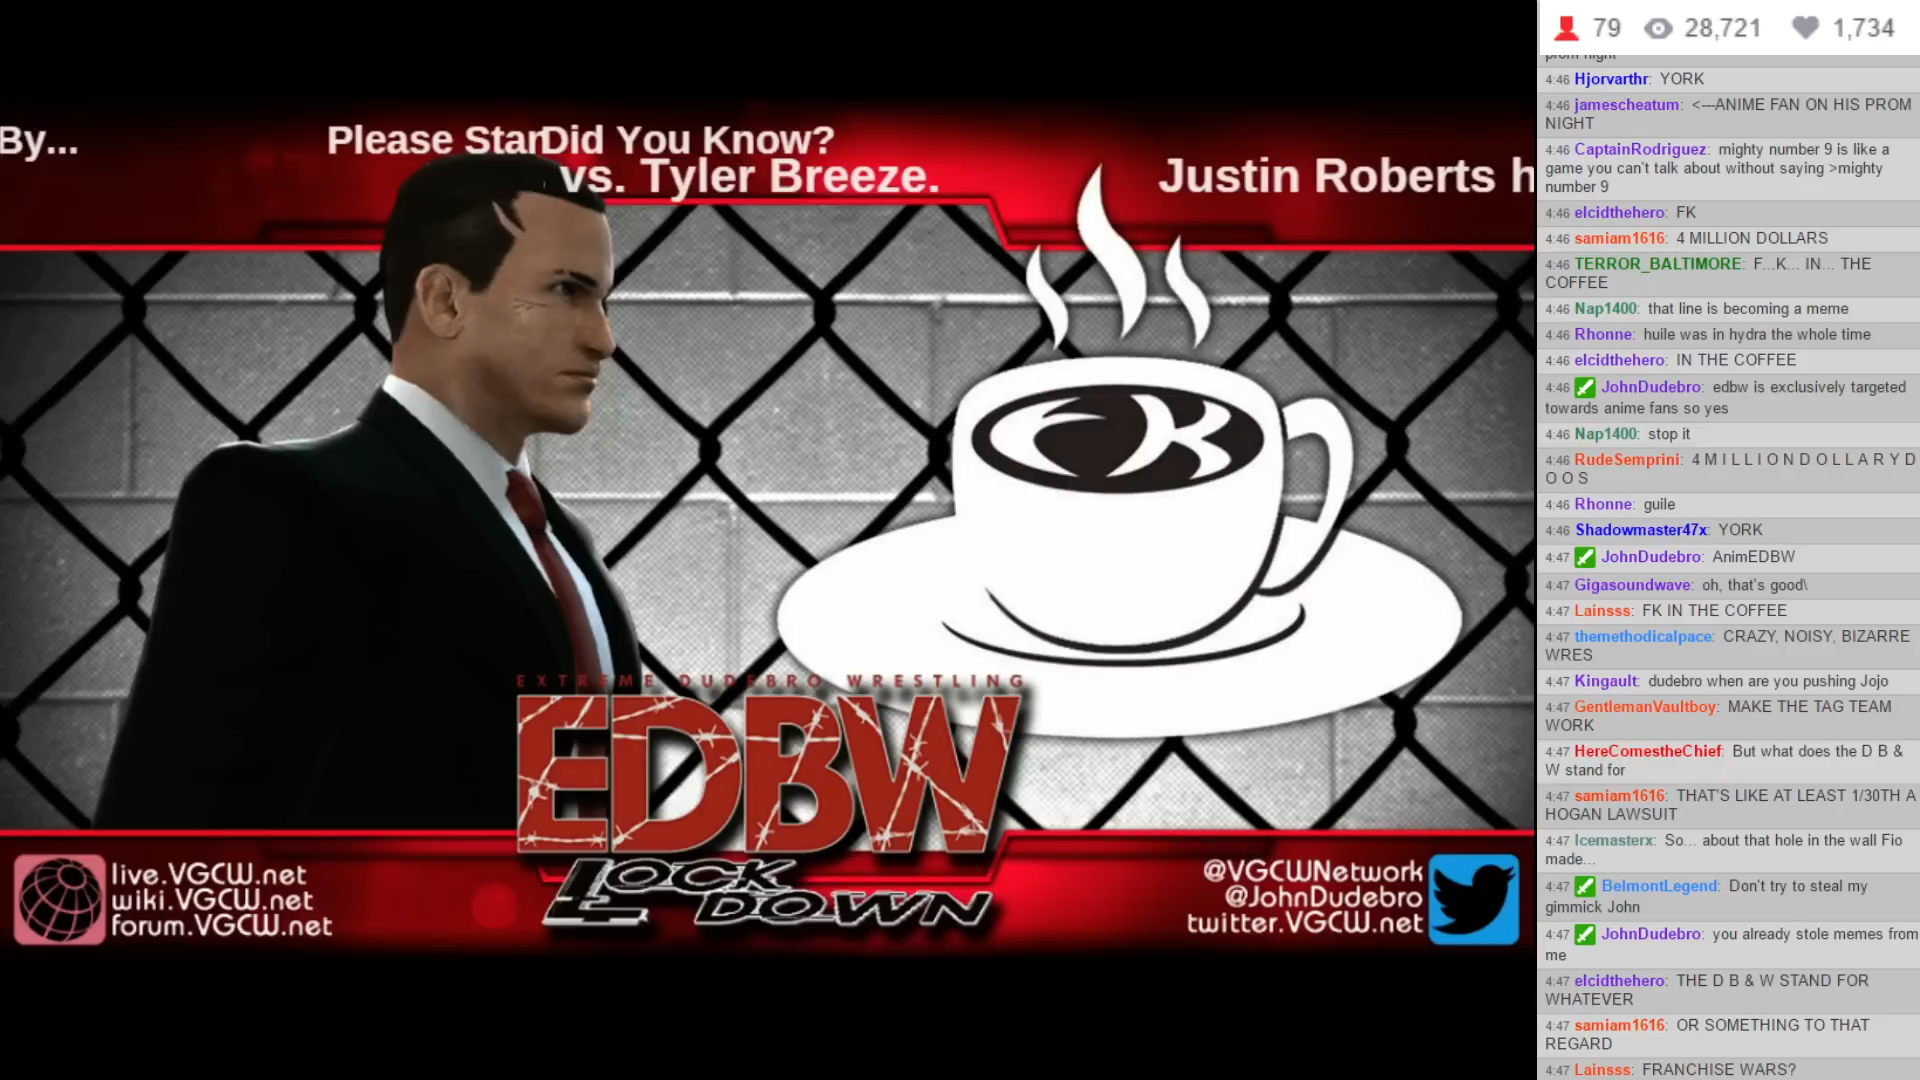 By...
Please Stan
Did You Know?
vs. Tyler Breeze.
Justin Roberts h
FK
EXTREME DUDEBRO WRESTLING
EDBW
LOCK
DOWN
live.VGCW.net
wiki.VGCW.net
forum.VGCW.net
@VGCWNetwork
@JohnDudebro
twitter.VGCW.net
79 28,721 1,734
prom night
4:46 Hjorvarthr: YORK
4:46 jamescheatum: <---ANIME FAN ON HIS PROM
NIGHT
4:46 CaptainRodriguez: mighty number 9 is like a
game you can't talk about without saying >mighty
number 9
4:46 elcidthehero: FK
4:46 samiam1616: 4 MILLION DOLLARS
4:46 TERROR_BALTIMORE: F...K... IN... THE
COFFEE
4:46 Nap1400: that line is becoming a meme
4:46 Rhonne: huile was in hydra the whole time
4:46 elcidthehero: IN THE COFFEE
4:46 JohnDudebro: edbw is exclusively targeted
towards anime fans so yes
4:46 Nap1400: stop it
4:46 RudeSemprini: 4 M I L L I O N D O L L A R Y D
O O S
4:46 Rhonne: guile
4:46 Shadowmaster47x: YORK
4:47 JohnDudebro: AnimEDBW
4:47 Gigasoundwave: oh, that's good\
4:47 Lainsss: FK IN THE COFFEE
4:47 themethodicalpace: CRAZY, NOISY, BIZARRE
WRES
4:47 Kingault: dudebro when are you pushing Jojo
4:47 GentlemanVaultboy: MAKE THE TAG TEAM
WORK
4:47 HereComestheChief: But what does the D B &
W stand for
4:47 samiam1616: THAT'S LIKE AT LEAST 1/30TH A
HOGAN LAWSUIT
4:47 Icemasterx: So... about that hole in the wall Fio
made...
4:47 BelmontLegend: Don't try to steal my
gimmick John
4:47 JohnDudebro: you already stole memes from
me
4:47 elcidthehero: THE D B & W STAND FOR
WHATEVER
4:47 samiam1616: OR SOMETHING TO THAT
REGARD
4:47 Lainsss: FRANCHISE WARS?